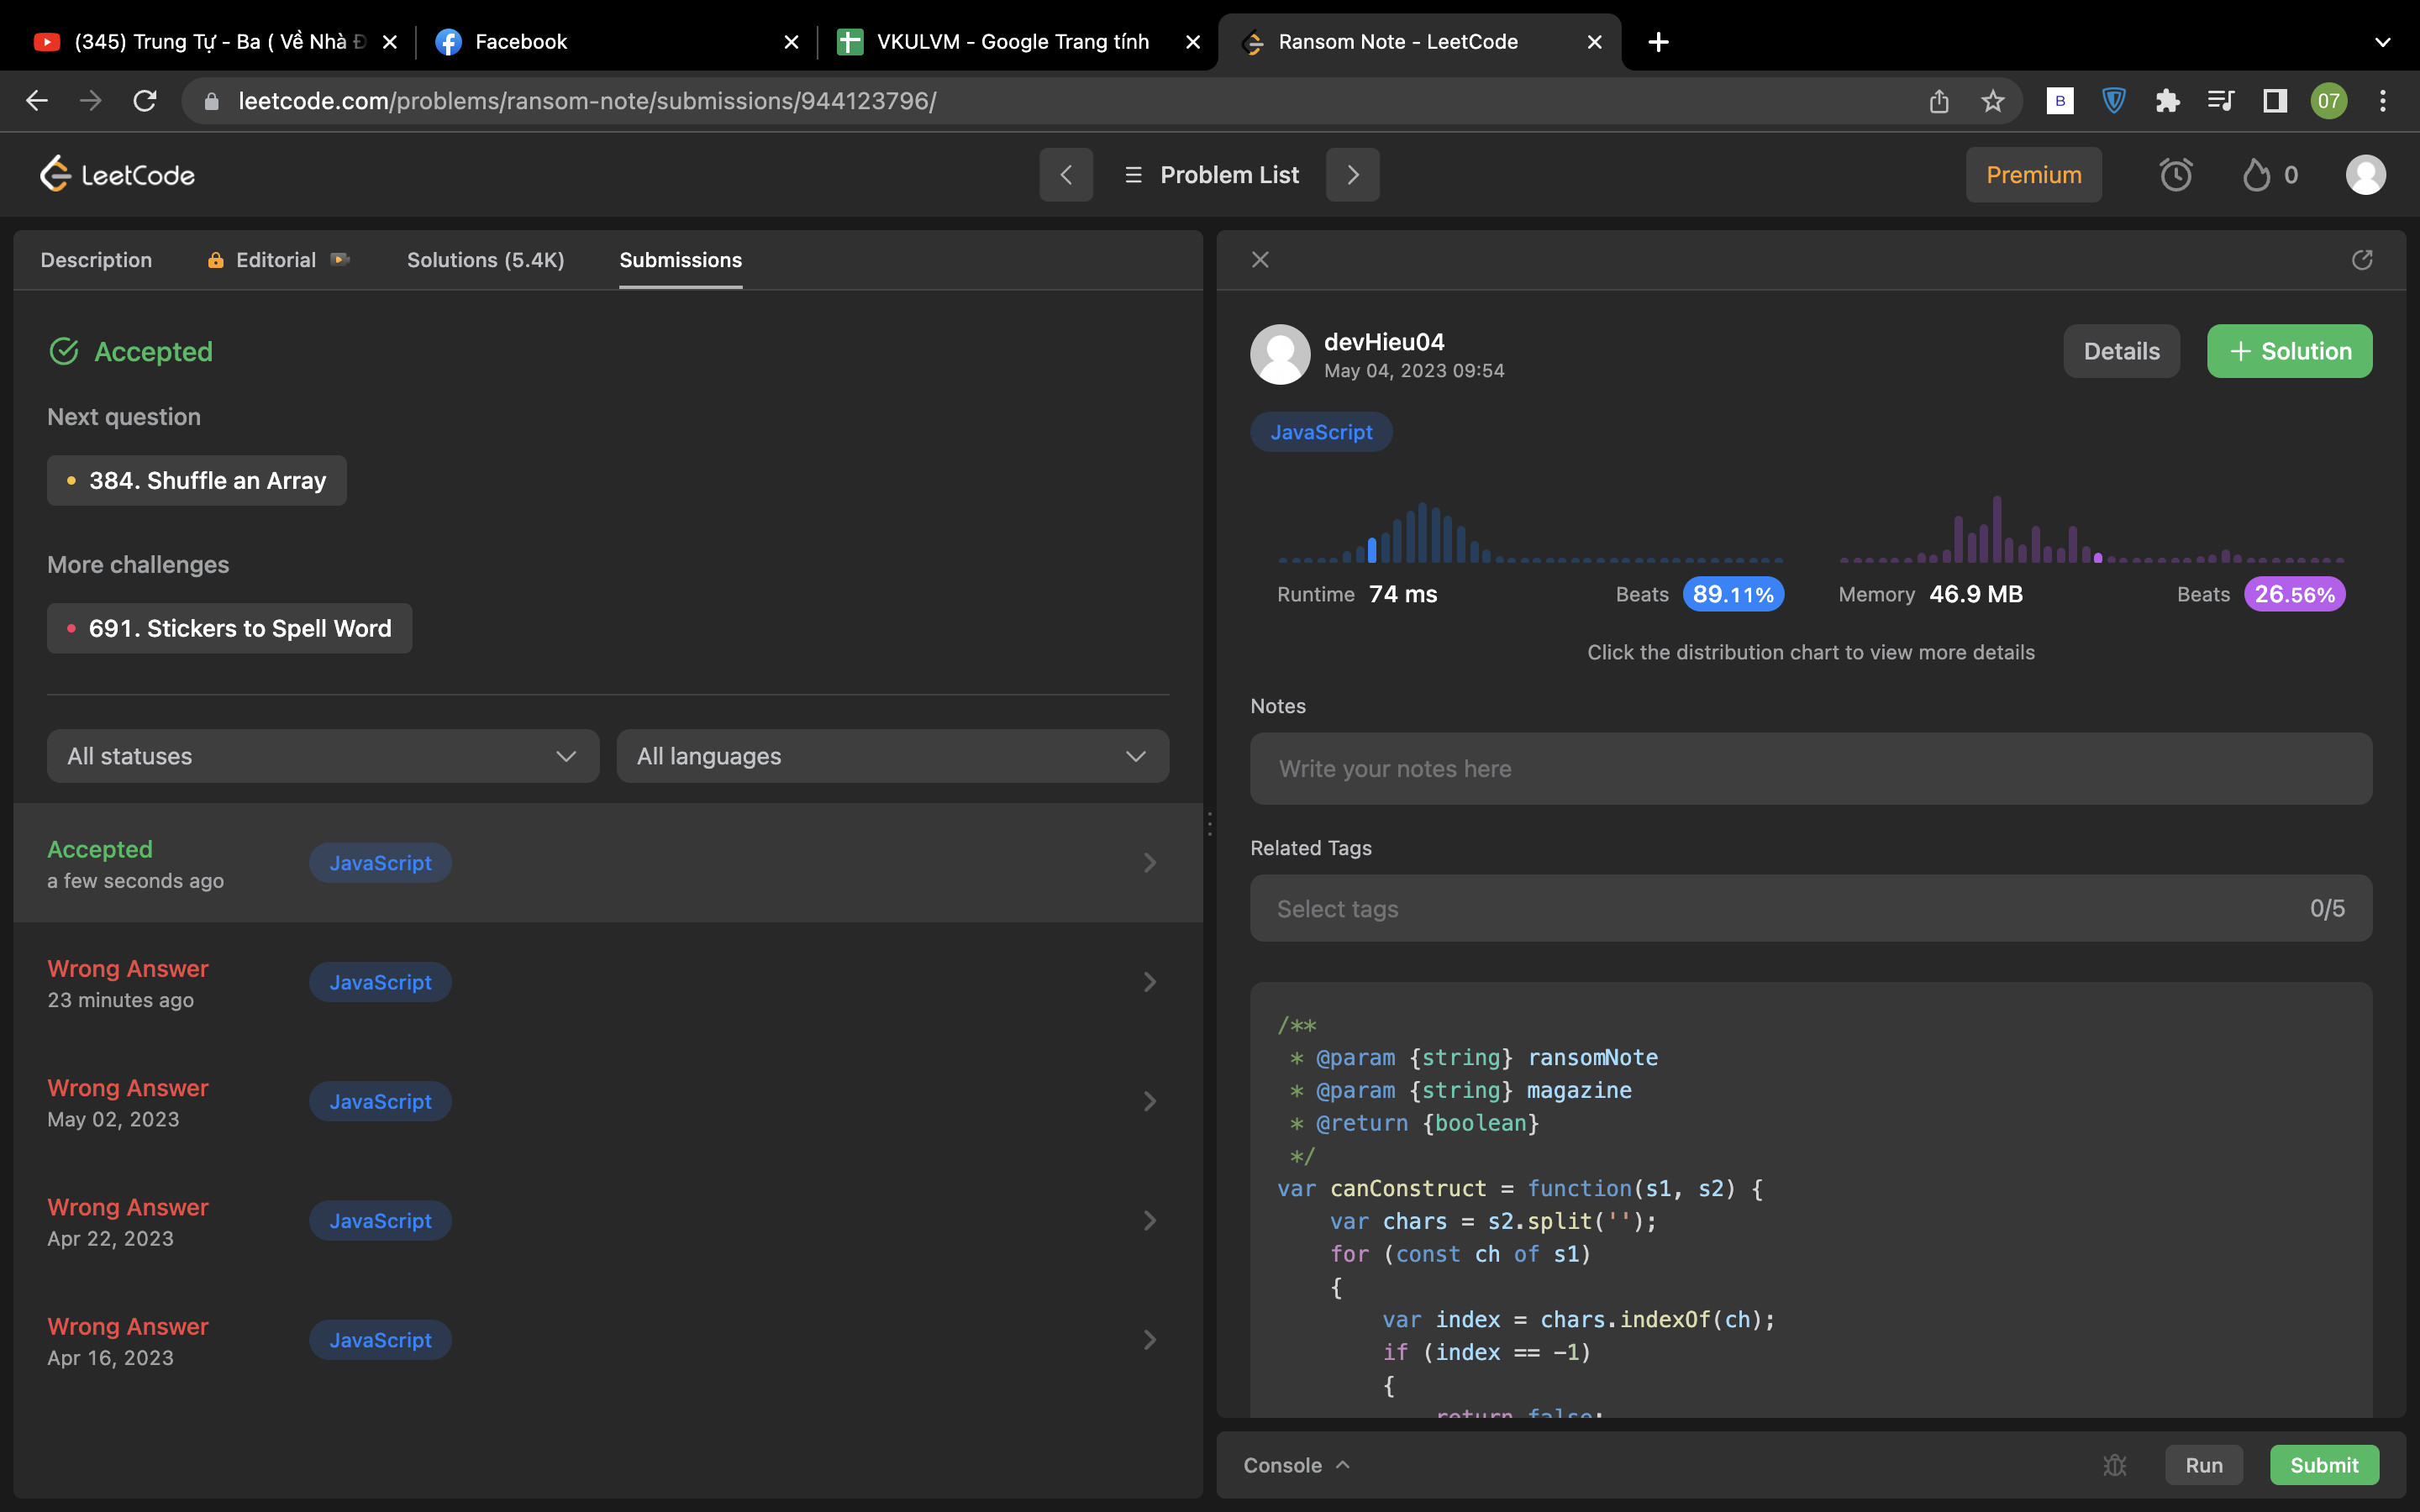 (345) Trung Tự - Ba ( Về Nhà Đ
Facebook
VKULVM - Google Trang tính
Ransom Note - LeetCode
leetcode.com/problems/ransom-note/submissions/944123796/
B
07
LeetCode
Problem List
Premium
0
Description
Editorial
Solutions (5.4K)
Submissions
Accepted
Next question
384. Shuffle an Array
More challenges
691. Stickers to Spell Word
All statuses
All languages
Accepted
a few seconds ago
JavaScript
Wrong Answer
23 minutes ago
JavaScript
Wrong Answer
May 02, 2023
JavaScript
Wrong Answer
Apr 22, 2023
JavaScript
Wrong Answer
Apr 16, 2023
JavaScript
devHieu04
May 04, 2023 09:54
Details
+ Solution
JavaScript
Runtime 74 ms
Beats 89.11%
Memory 46.9 MB
Beats 26.56%
Click the distribution chart to view more details
Notes
Write your notes here
Related Tags
Select tags
0/5
/**
 * @param {string} ransomNote
 * @param {string} magazine
 * @return {boolean}
 */
var canConstruct = function(s1, s2) {
    var chars = s2.split('');
    for (const ch of s1)
    {
        var index = chars.indexOf(ch);
        if (index == -1)
        {
            return false;
Console
Run
Submit